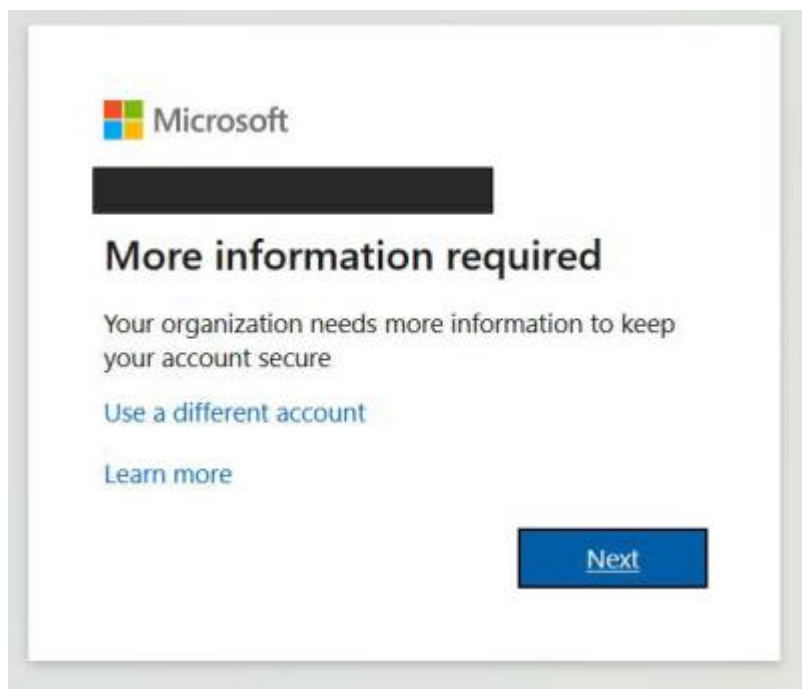 Microsoft
More information required
Your organization needs more information to keep
your account secure
Use a different account
Learn more
Next